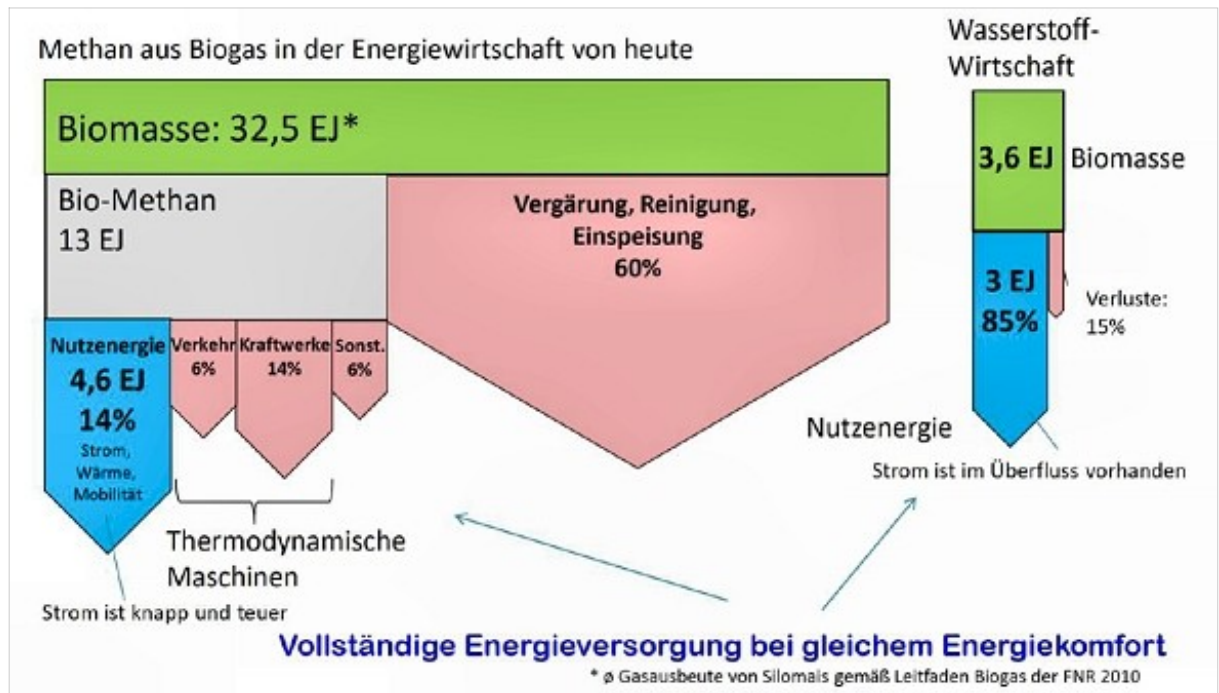 Methan aus Biogas in der Energiewirtschaft von heute
Biomasse: 32,5 EJ*
Bio-Methan
13 EJ
Vergärung, Reinigung,
Einspeisung
60%
Nutzenergie
4,6 EJ
14%
Strom,
Wärme,
Mobilität
Verkehr
6%
Kraftwerke
14%
Sonst.
6%
Thermodynamische
Maschinen
Strom ist knapp und teuer
Wasserstoff-
Wirtschaft
3,6 EJ
Biomasse
3 EJ
85%
Verluste:
15%
Nutzenergie
Strom ist im Überfluss vorhanden
Vollständige Energieversorgung bei gleichem Energiekomfort
* ø Gasausbeute von Silomais gemäß Leitfaden Biogas der FNR 2010